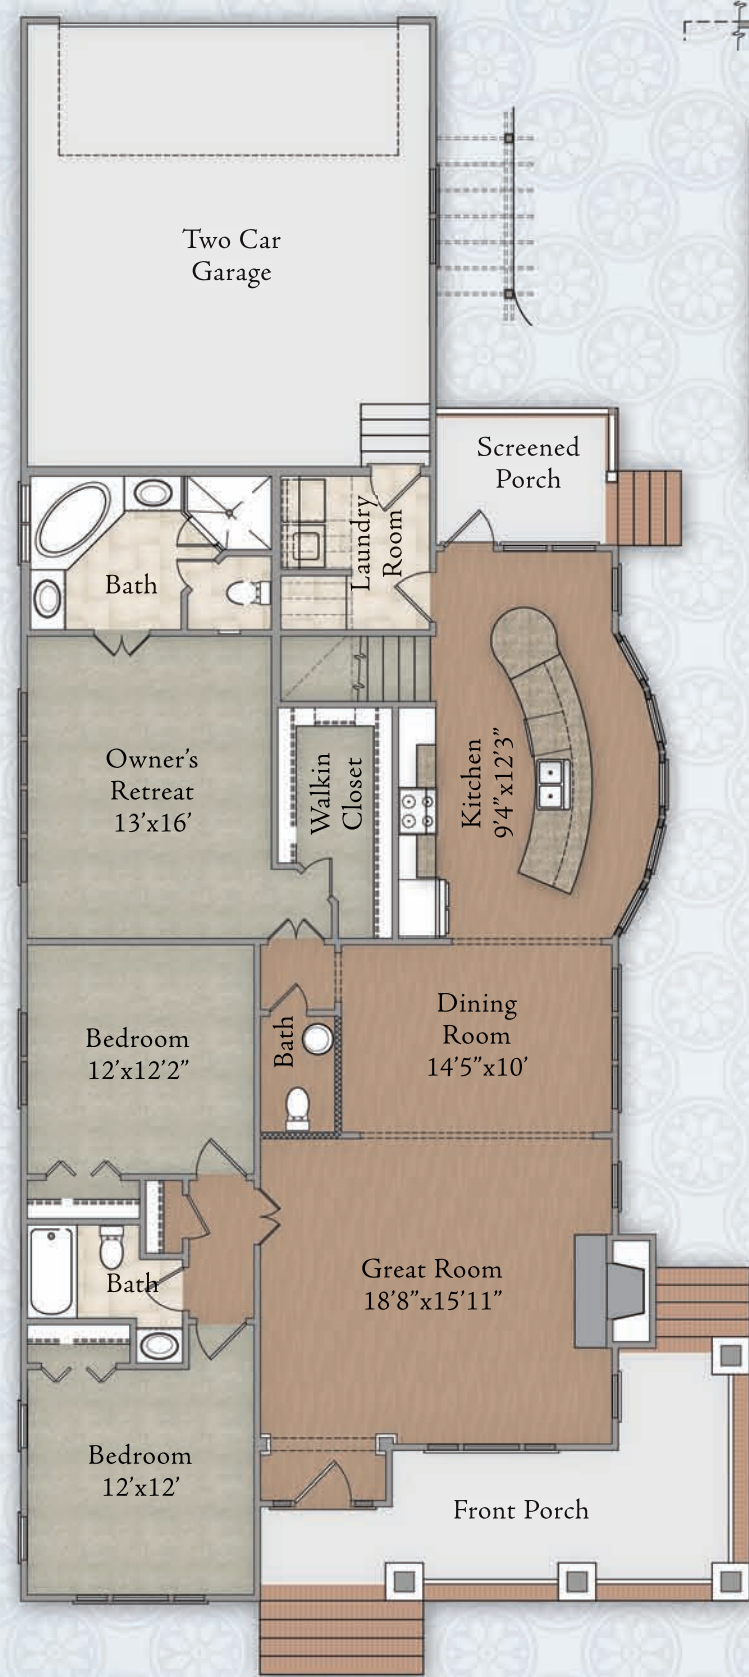 Two Car
Garage
Screened
Porch
Laundry
Room
Bath
Owner's
Retreat
13'x16'
Walkin
Closet
Kitchen
9'4"x12'3"
Dining
Room
14'5"x10'
Bedroom
12'x12'2"
Bath
Great Room
18'8"x15'11"
Bath
Bedroom
12'x12'
Front Porch